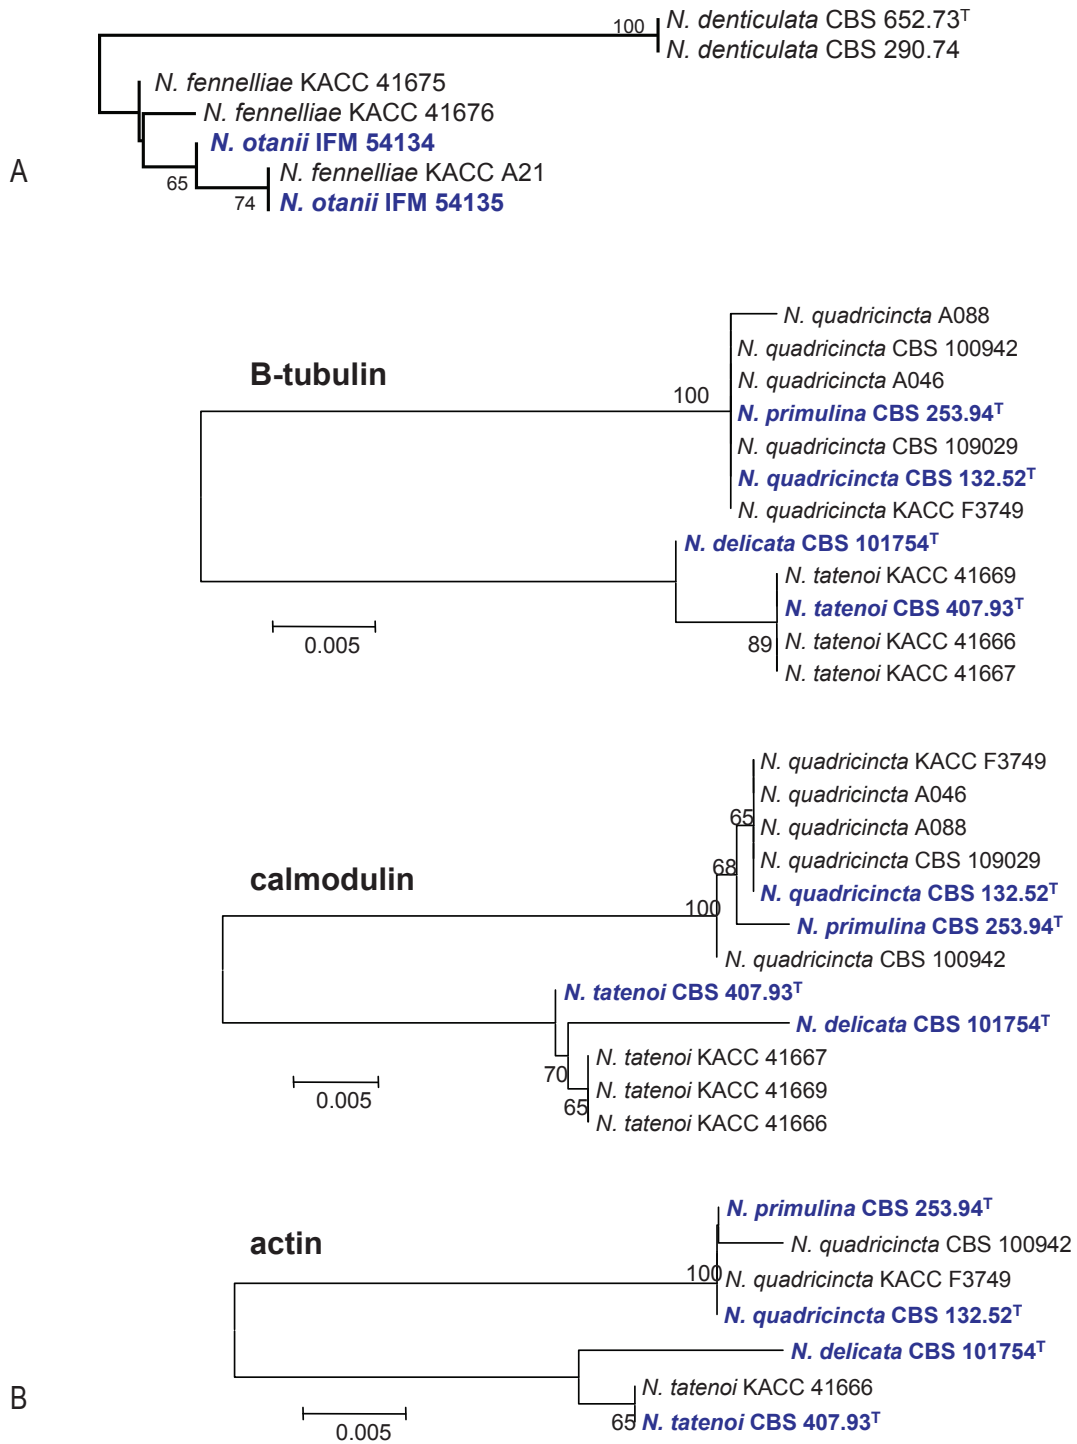 100
N. denticulata CBS 652.73T
N. denticulata CBS 290.74
N. fennelliae KACC 41675
N. fennelliae KACC 41676
N. otanii IFM 54134
A
N. fennelliae KACC A21
65
74
N. otanii IFM 54135
N. quadricincta A088
N. quadricincta CBS 100942
B-tubulin
N. quadricincta A046
100
N. primulina CBS 253.94T
N. quadricincta CBS 109029
N. quadricincta CBS 132.52T
N. quadricincta KACC F3749
N. delicata CBS 101754T
N. tatenoi KACC 41669
N. tatenoi CBS 407.93T
0.005
89
N. tatenoi KACC 41666
N. tatenoi KACC 41667
N. quadricincta KACC F3749
N. quadricincta A046
65
N. quadricincta A088
68
N. quadricincta CBS 109029
calmodulin
N. quadricincta CBS 132.52T
100
N. primulina CBS 253.94T
N. quadricincta CBS 100942
N. tatenoi CBS 407.93T
N. delicata CBS 101754T
N. tatenoi KACC 41667
70
N. tatenoi KACC 41669
0.005
65
N. tatenoi KACC 41666
N. primulina CBS 253.94T
actin
N. quadricincta CBS 100942
100
N. quadricincta KACC F3749
N. quadricincta CBS 132.52T
N. delicata CBS 101754T
N. tatenoi KACC 41666
B
65
N. tatenoi CBS 407.93T
0.005